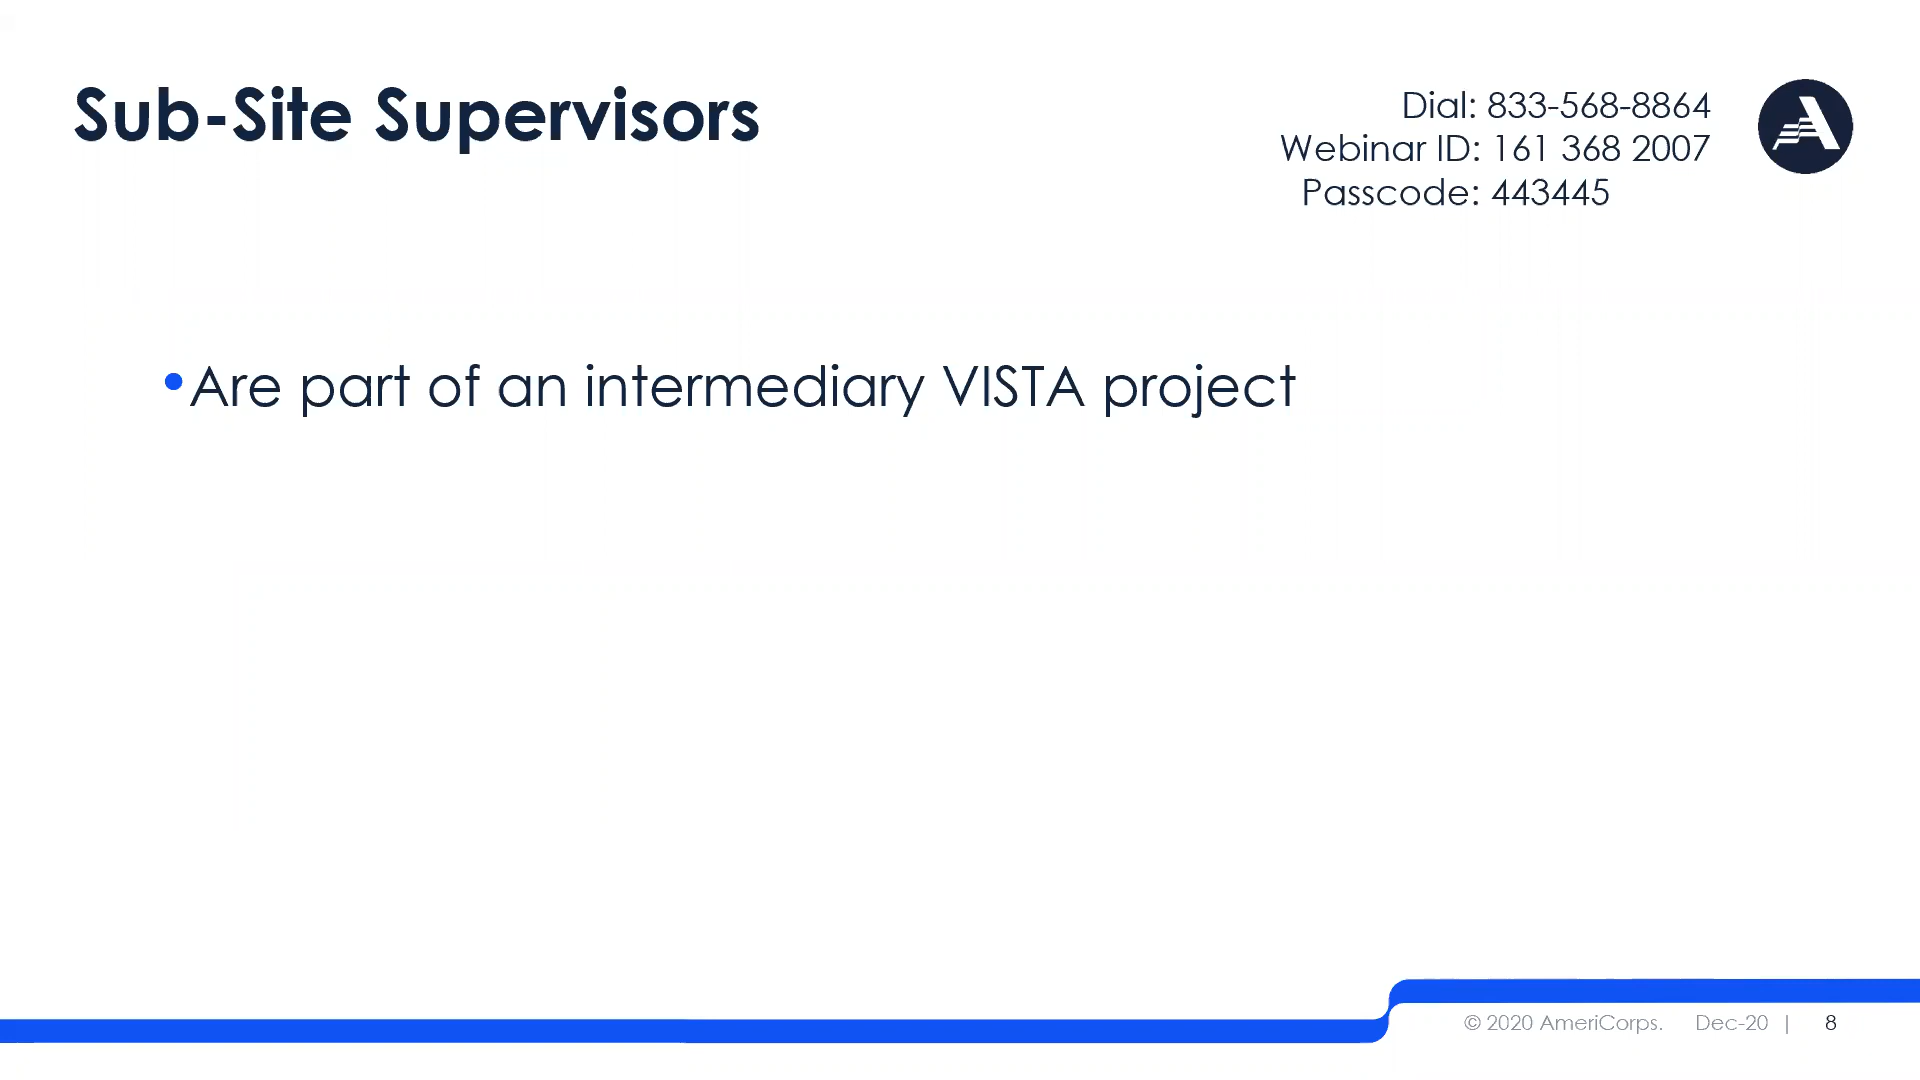 Sub-Site Supervisors
Dial: 833-568-8864
Webinar ID: 161 368 2007
Passcode: 443445
•Are part of an intermediary VISTA project
© 2020 AmeriCorps. Dec-20 | 8